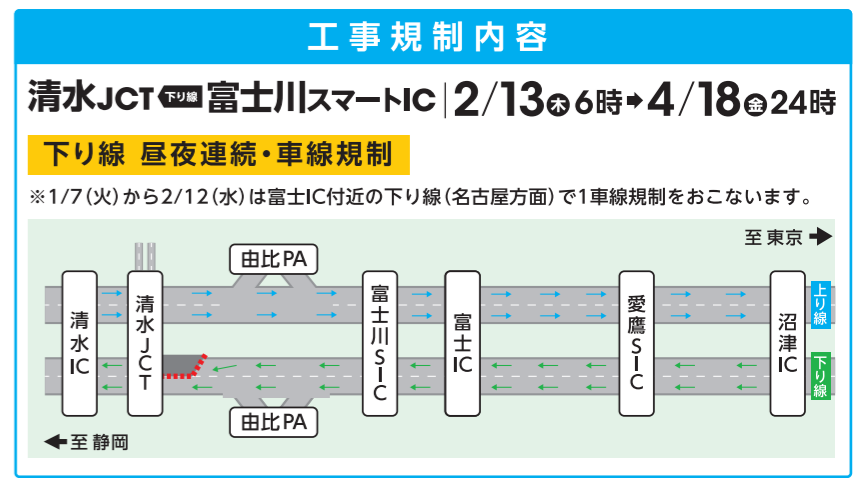 工事規制内容
清水JCT 下り線 富士川スマートIC 2/13木6時➡4/18金24時
下り線 昼夜連続・車線規制
※1/7(火)から2/12(水)は富士IC付近の下り線(名古屋方面)で1車線規制をおこないます。
至 東京
由比PA
清水IC
清水JCT
富士川SIC
富士IC
愛鷹SIC
沼津IC
上り線
下り線
由比PA
至 静岡